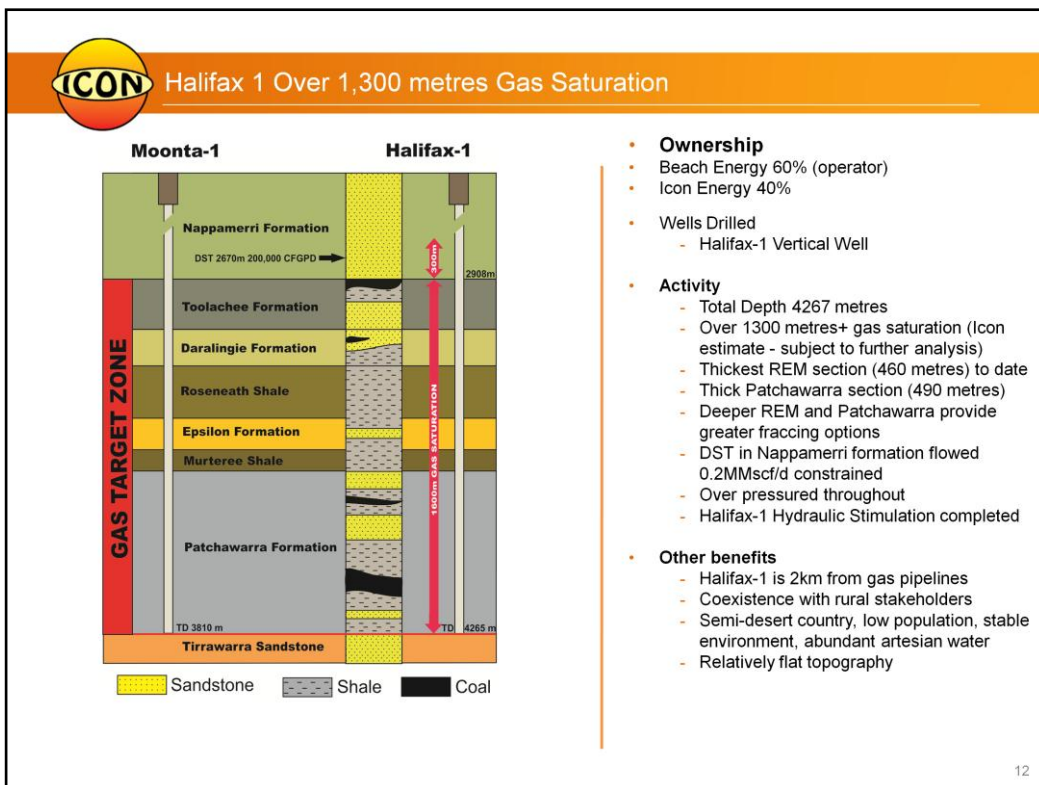 ICON
Halifax 1 Over 1,300 metres Gas Saturation
Moonta-1
Halifax-1
Nappamerri Formation
DST 2670m 200,000 CFGPD
300m
2908m
GAS TARGET ZONE
Toolachee Formation
Daralingie Formation
Roseneath Shale
Epsilon Formation
Murteree Shale
1600m GAS SATURATION
Patchawarra Formation
TD 3810 m
TD 4265 m
Tirrawarra Sandstone
Sandstone
Shale
Coal
• Ownership
• Beach Energy 60% (operator)
• Icon Energy 40%
• Wells Drilled
- Halifax-1 Vertical Well
• Activity
- Total Depth 4267 metres
- Over 1300 metres+ gas saturation (Icon
estimate - subject to further analysis)
- Thickest REM section (460 metres) to date
- Thick Patchawarra section (490 metres)
- Deeper REM and Patchawarra provide
greater fraccing options
- DST in Nappamerri formation flowed
0.2MMscf/d constrained
- Over pressured throughout
- Halifax-1 Hydraulic Stimulation completed
• Other benefits
- Halifax-1 is 2km from gas pipelines
- Coexistence with rural stakeholders
- Semi-desert country, low population, stable
environment, abundant artesian water
- Relatively flat topography
12